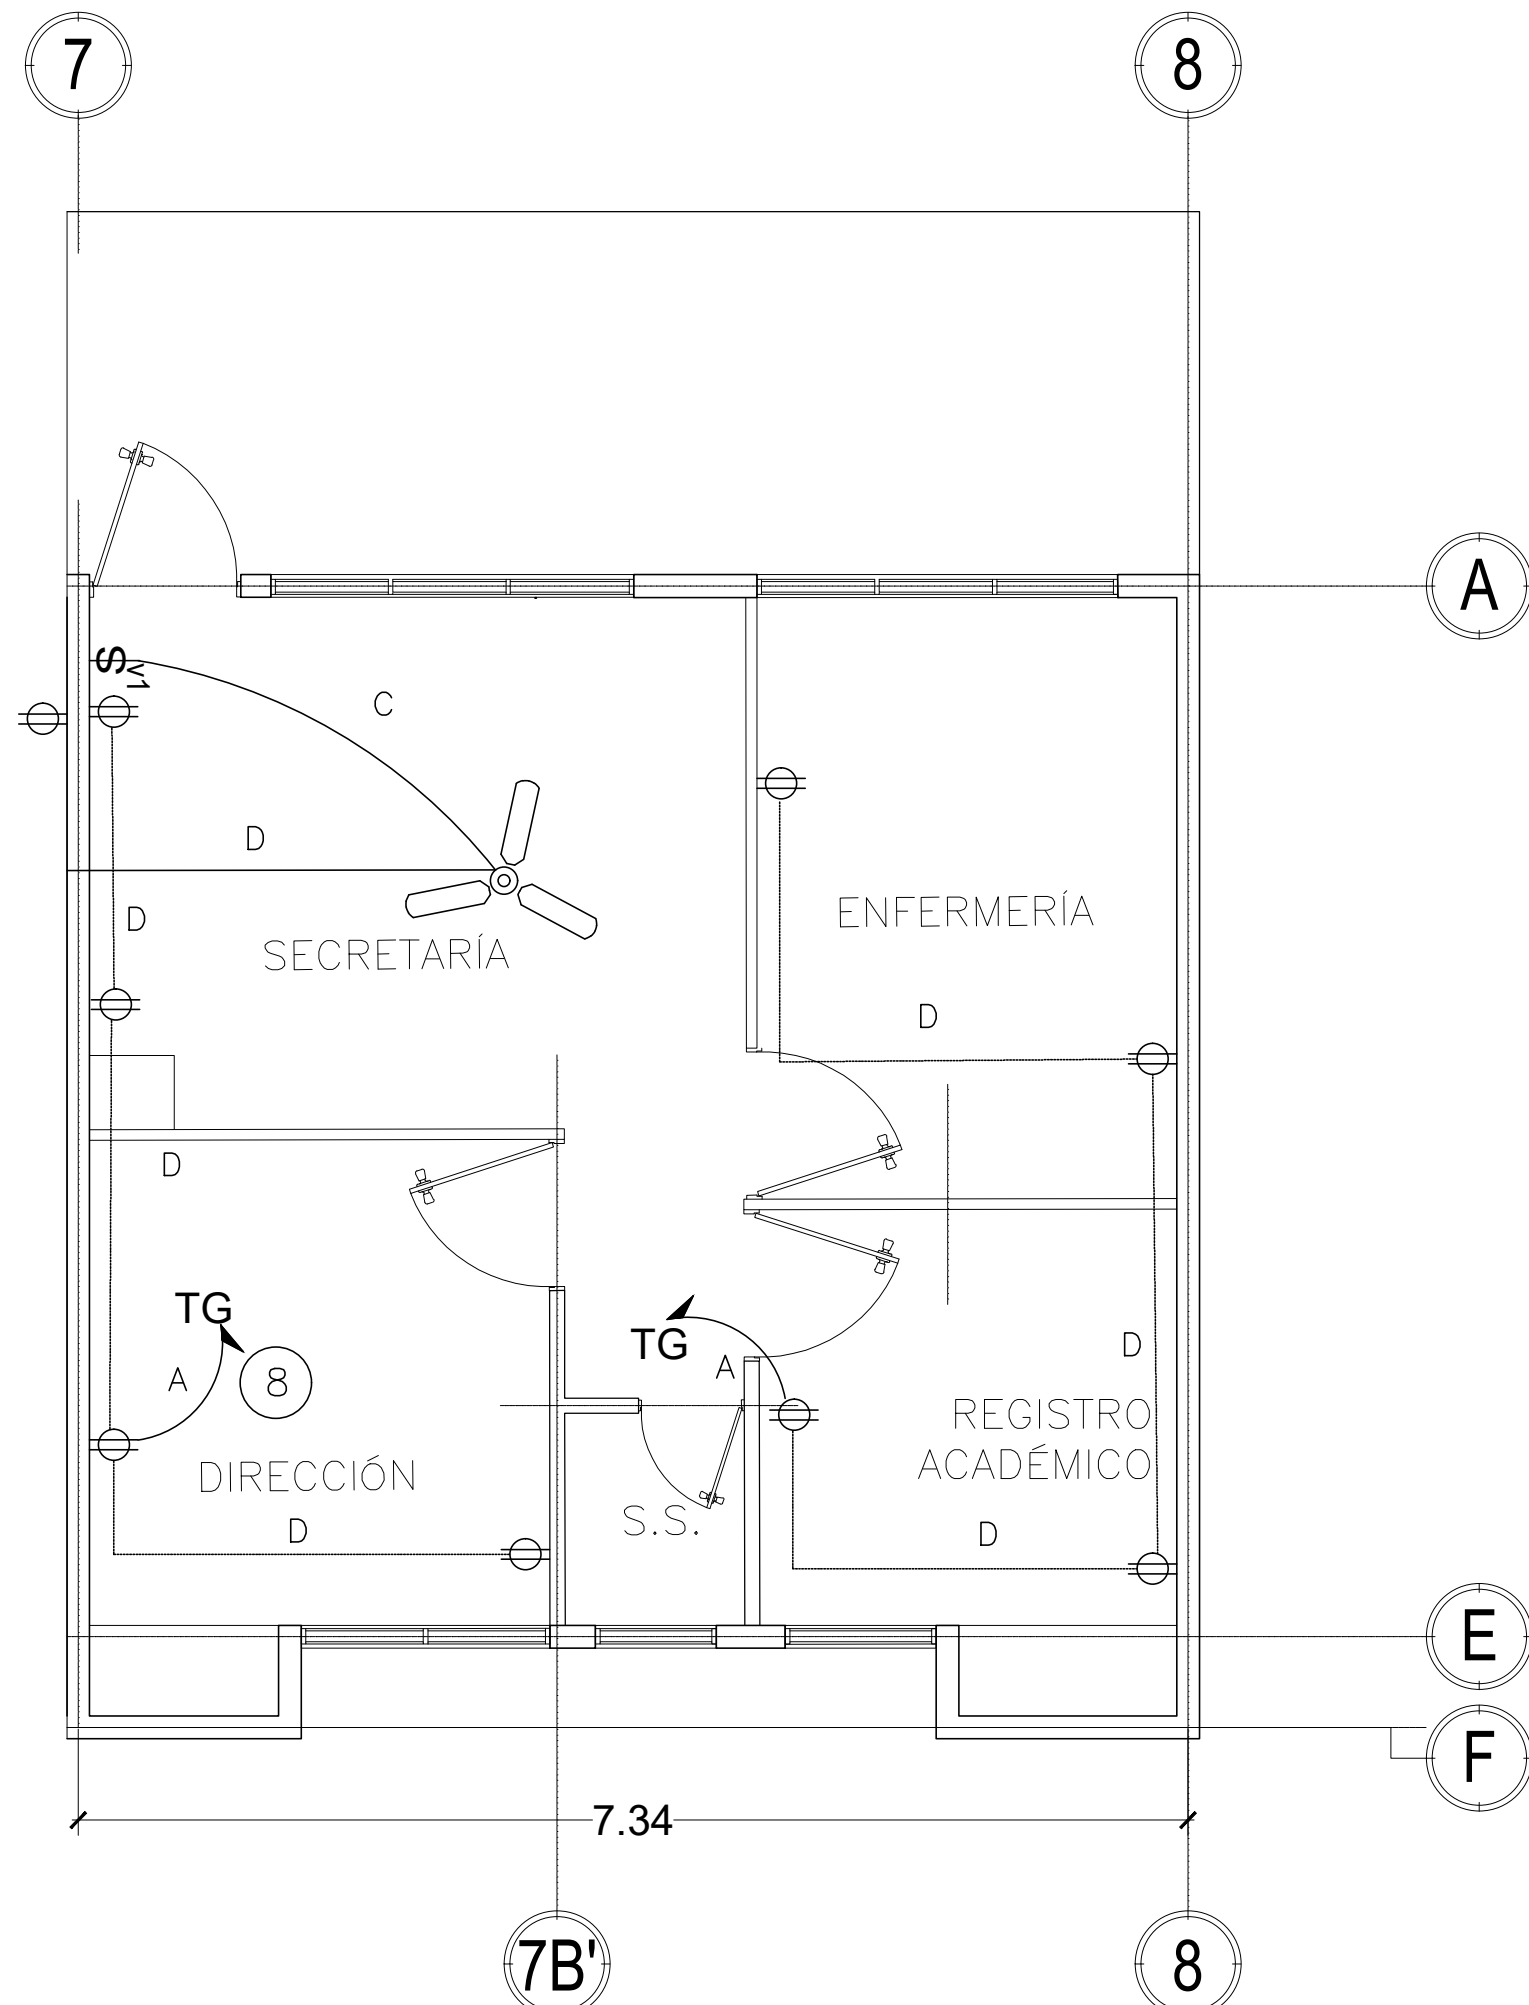 7
8
A
S
v1
C
D
D
ENFERMERÍA
SECRETARÍA
D
D
TG
TG
D
A
8
A
REGISTRO
ACADÉMICO
DIRECCIÓN
S.S.
D
D
E
F
7.34
7B'
8